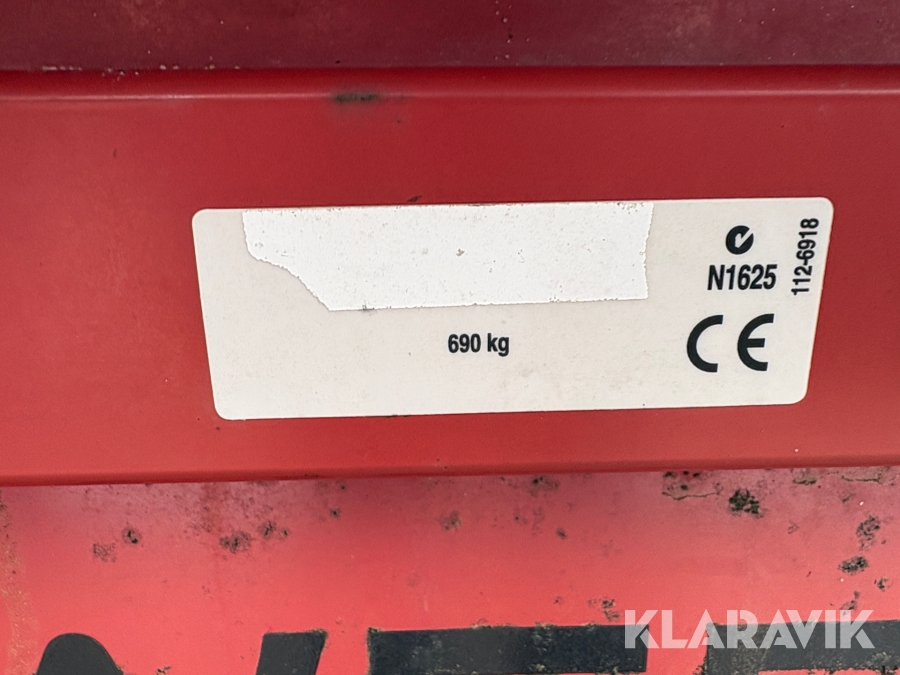 N1625
112-6918
690 kg
CE
KLARAVIK